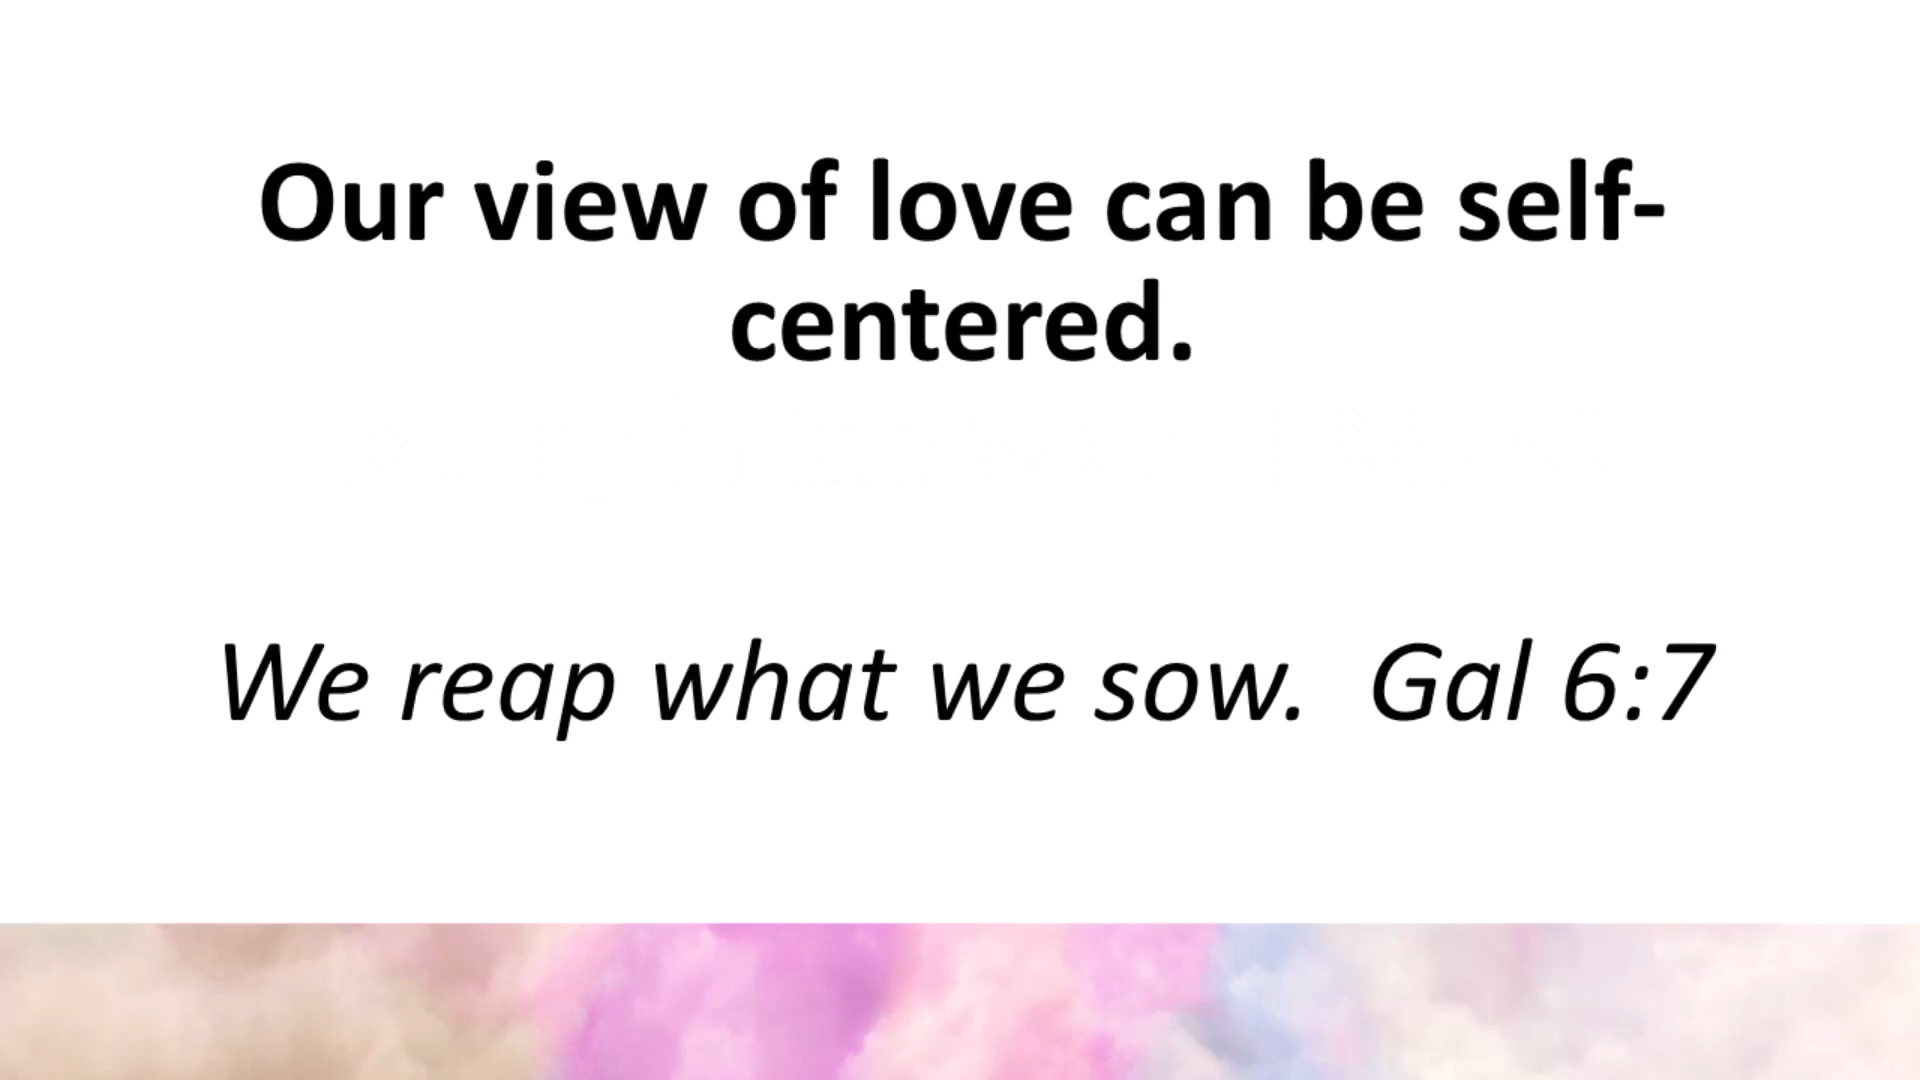 Our view of love can be self-
centered.
We reap what we sow.  Gal 6:7